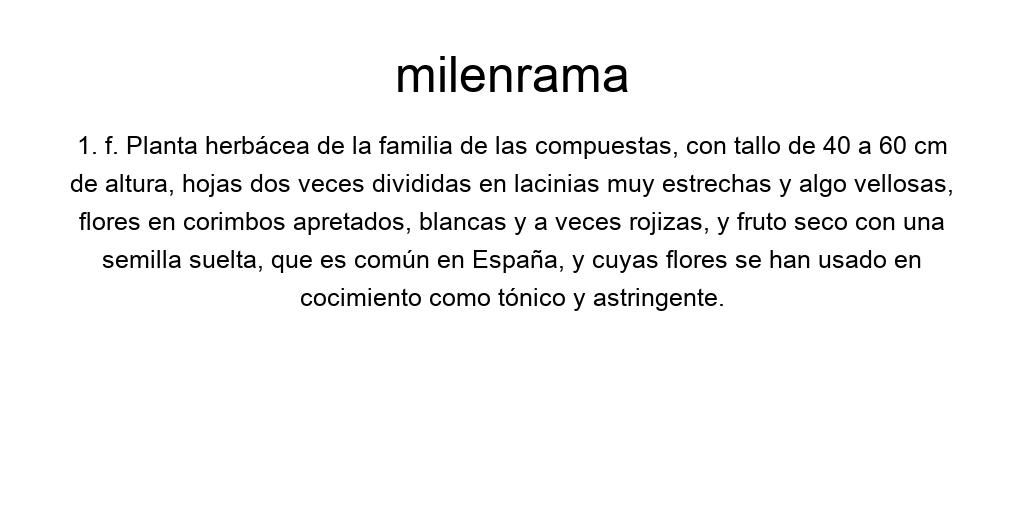 milenrama
1. f. Planta herbácea de la familia de las compuestas, con tallo de 40 a 60 cm
de altura, hojas dos veces divididas en lacinias muy estrechas y algo vellosas,
flores en corimbos apretados, blancas y a veces rojizas, y fruto seco con una
semilla suelta, que es común en España, y cuyas flores se han usado en
cocimiento como tónico y astringente.